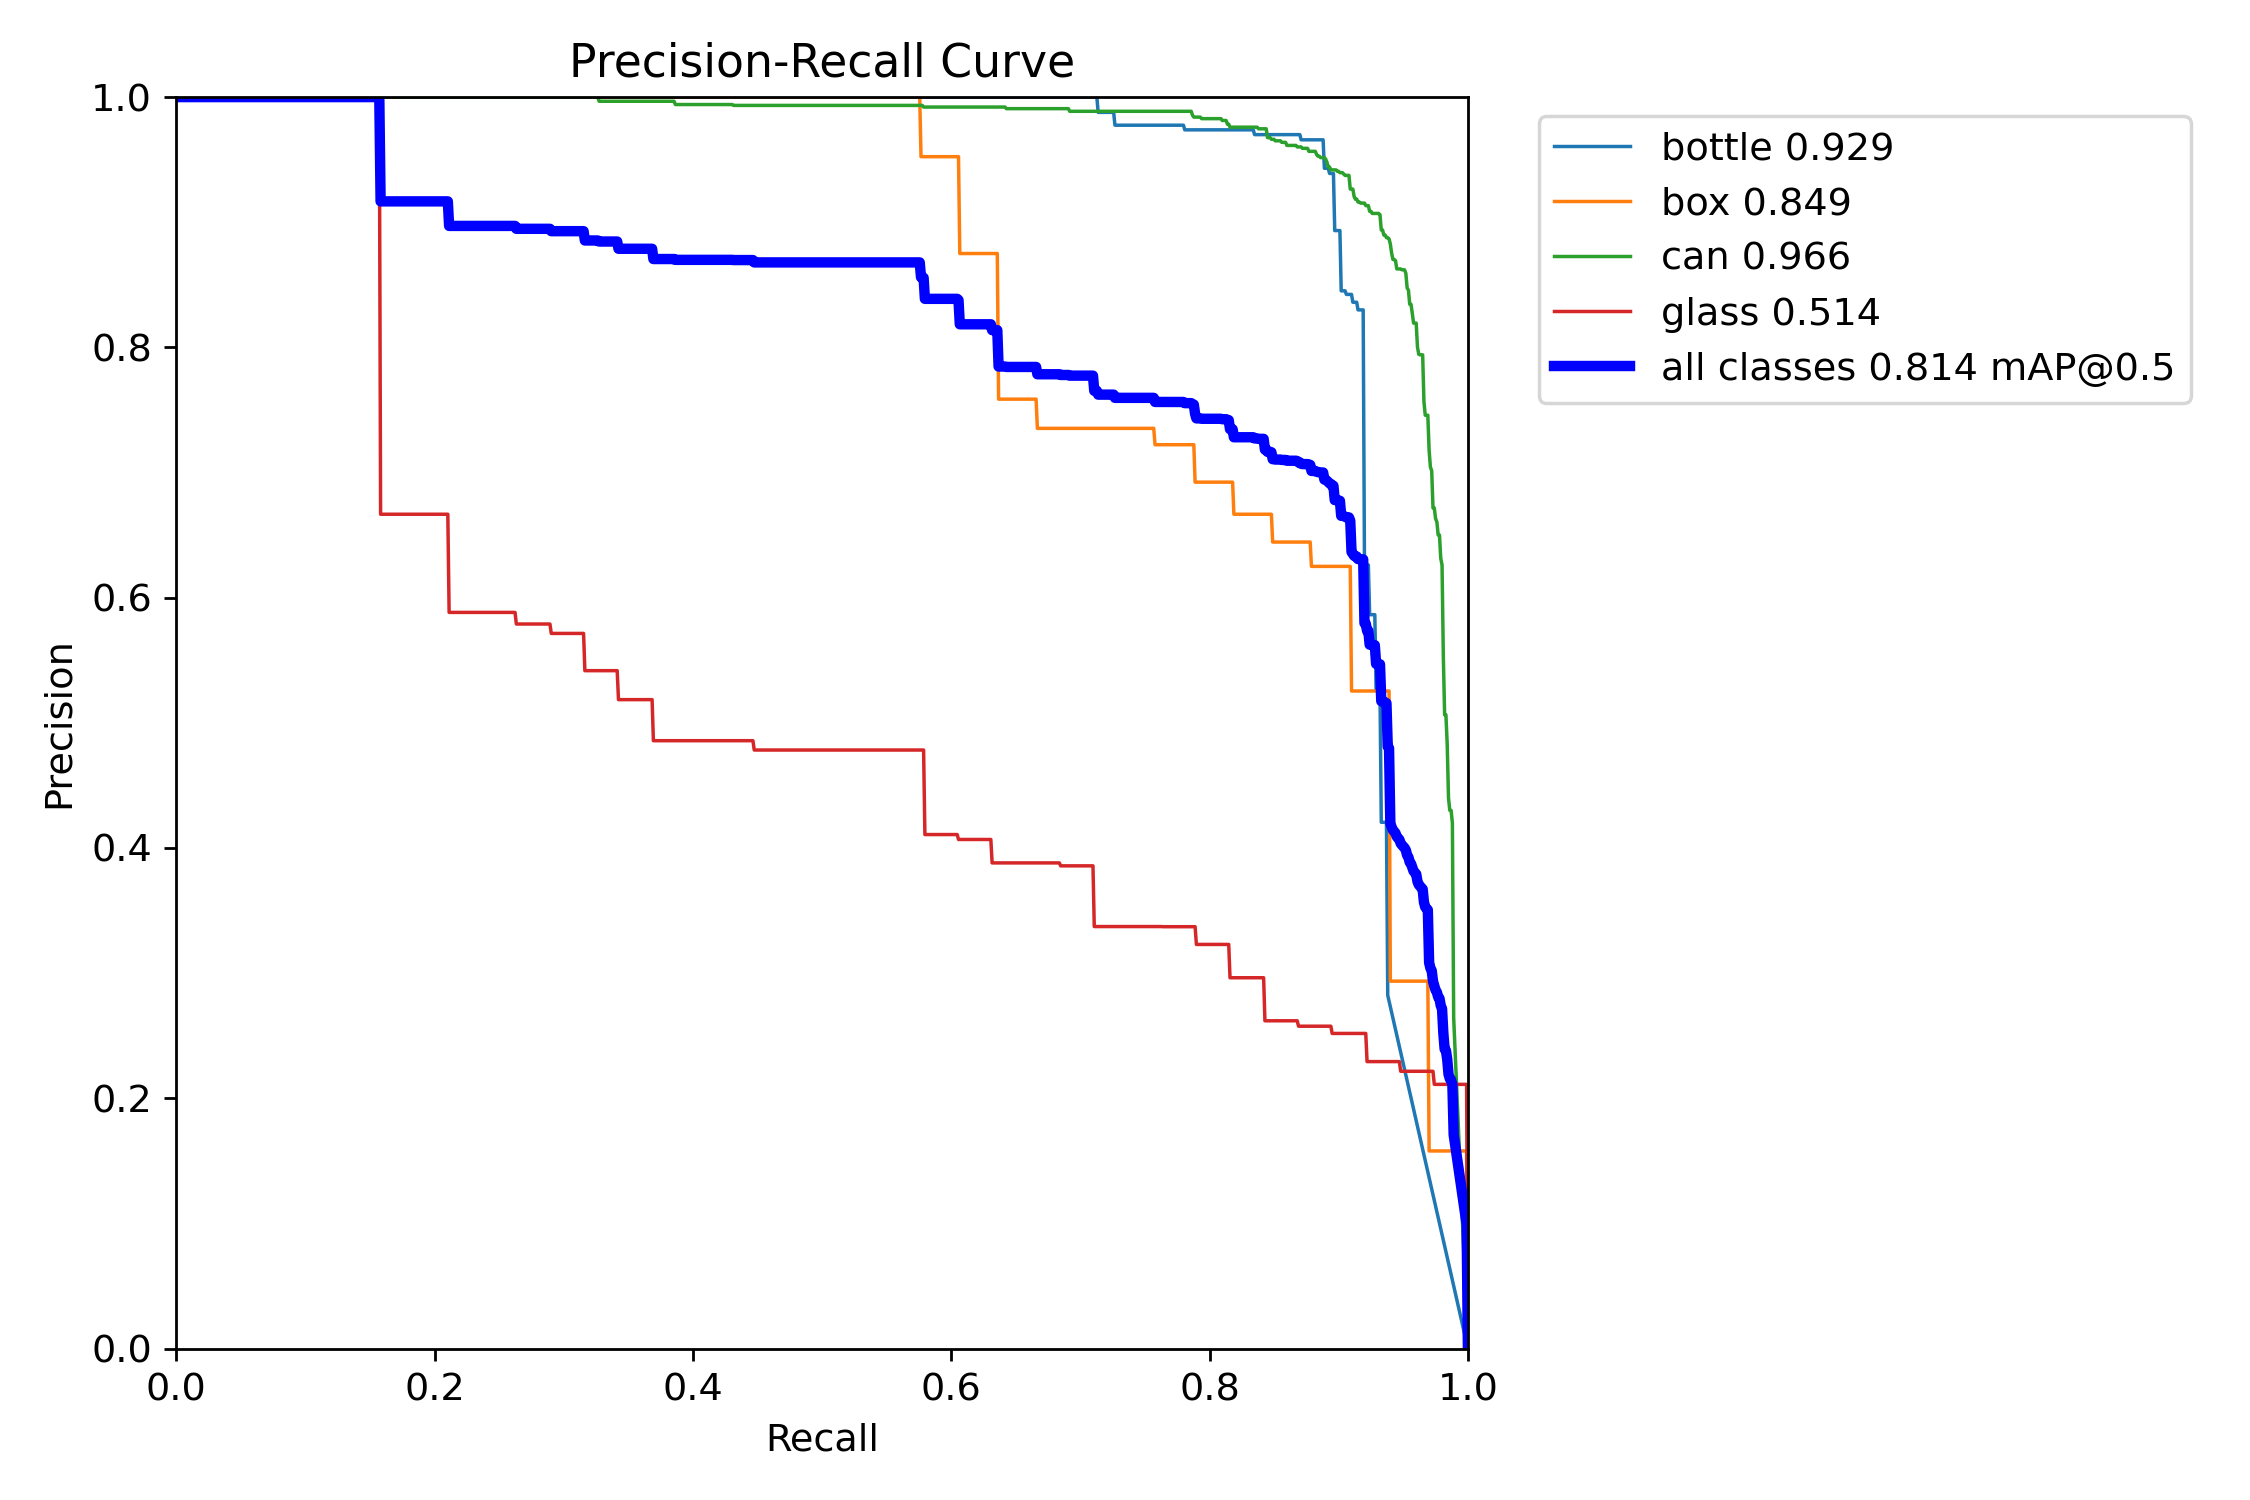 Precision-Recall Curve
1.0
0.8
0.6
0.4
0.2
0.0
Precision
0.0 0.2 0.4 0.6 0.8 1.0
Recall
bottle 0.929
box 0.849
can 0.966
glass 0.514
all classes 0.814 mAP@0.5